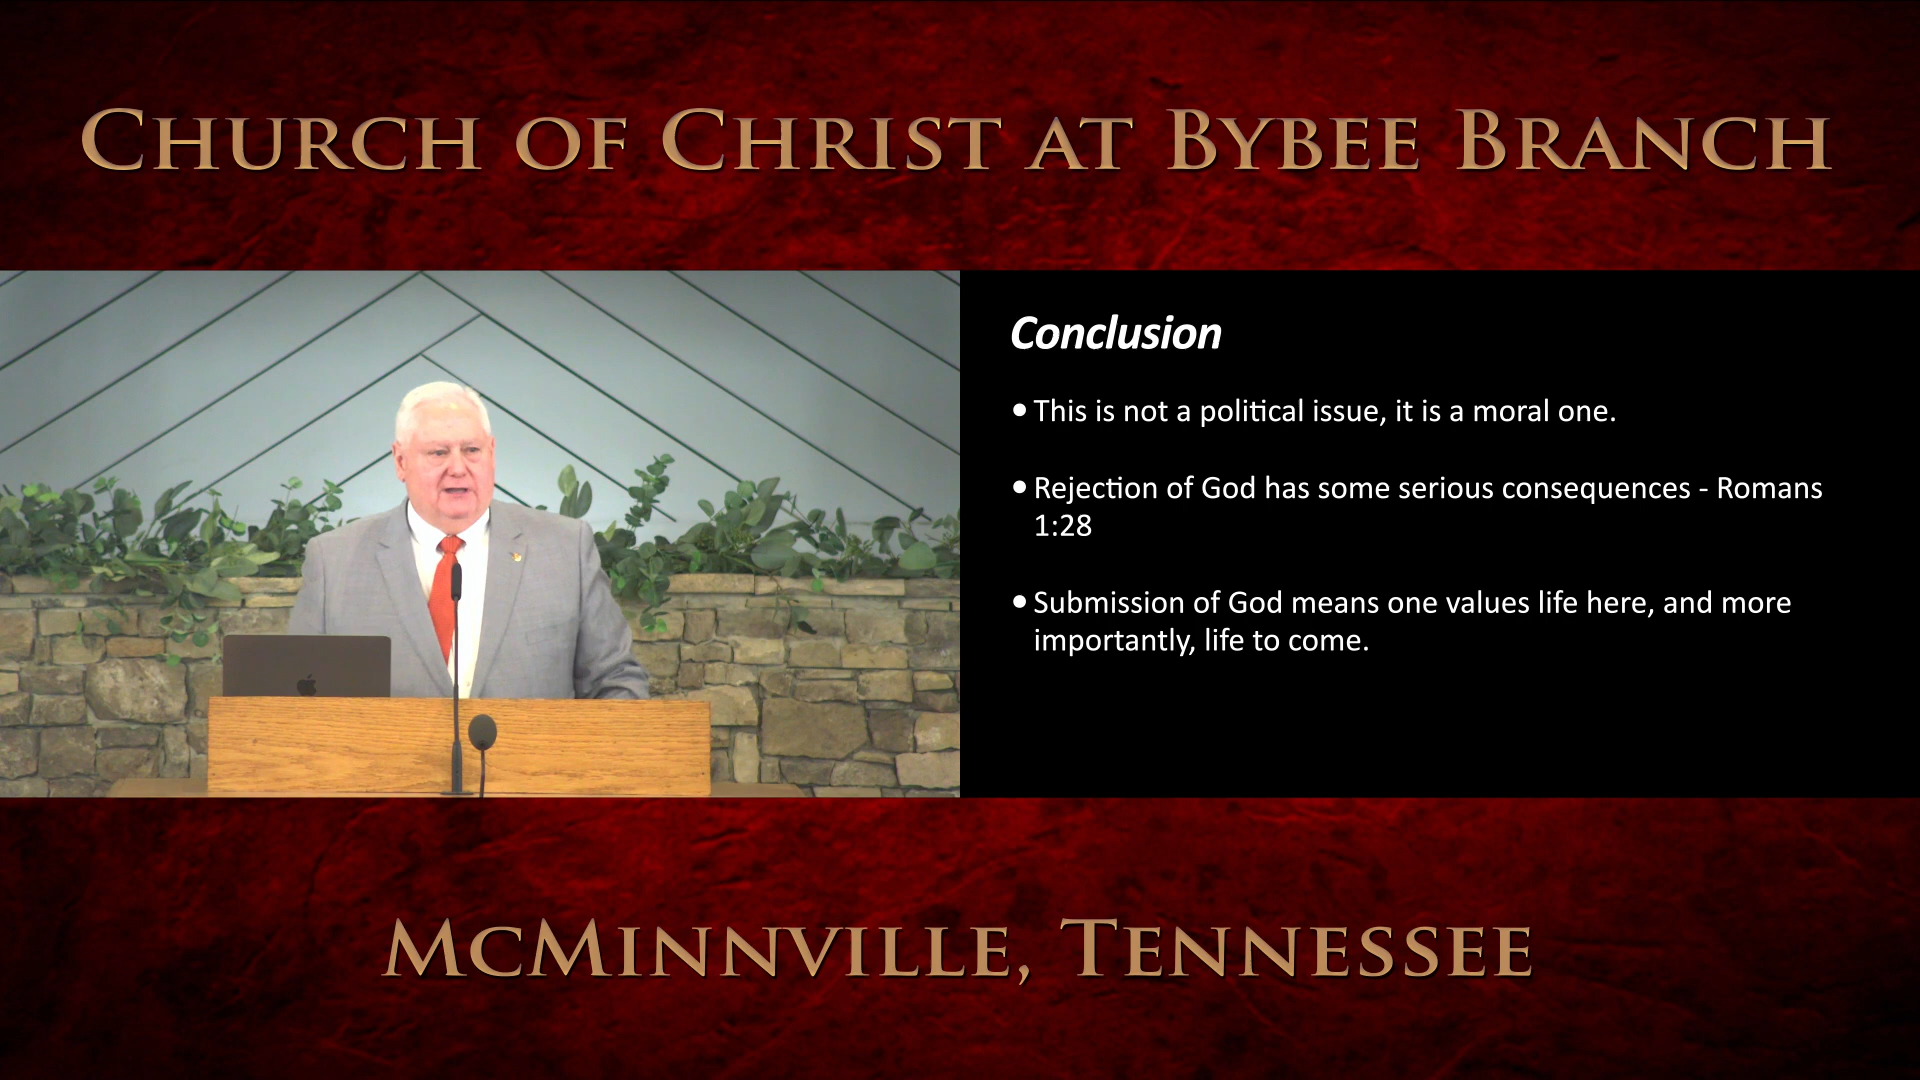 CHURCH OF CHRIST AT BYBEE BRANCH
Conclusion
• This is not a political issue, it is a moral one.
• Rejection of God has some serious consequences - Romans
1:28
• Submission of God means one values life here, and more
importantly, life to come.
MCMINNVILLE, TENNESSEE